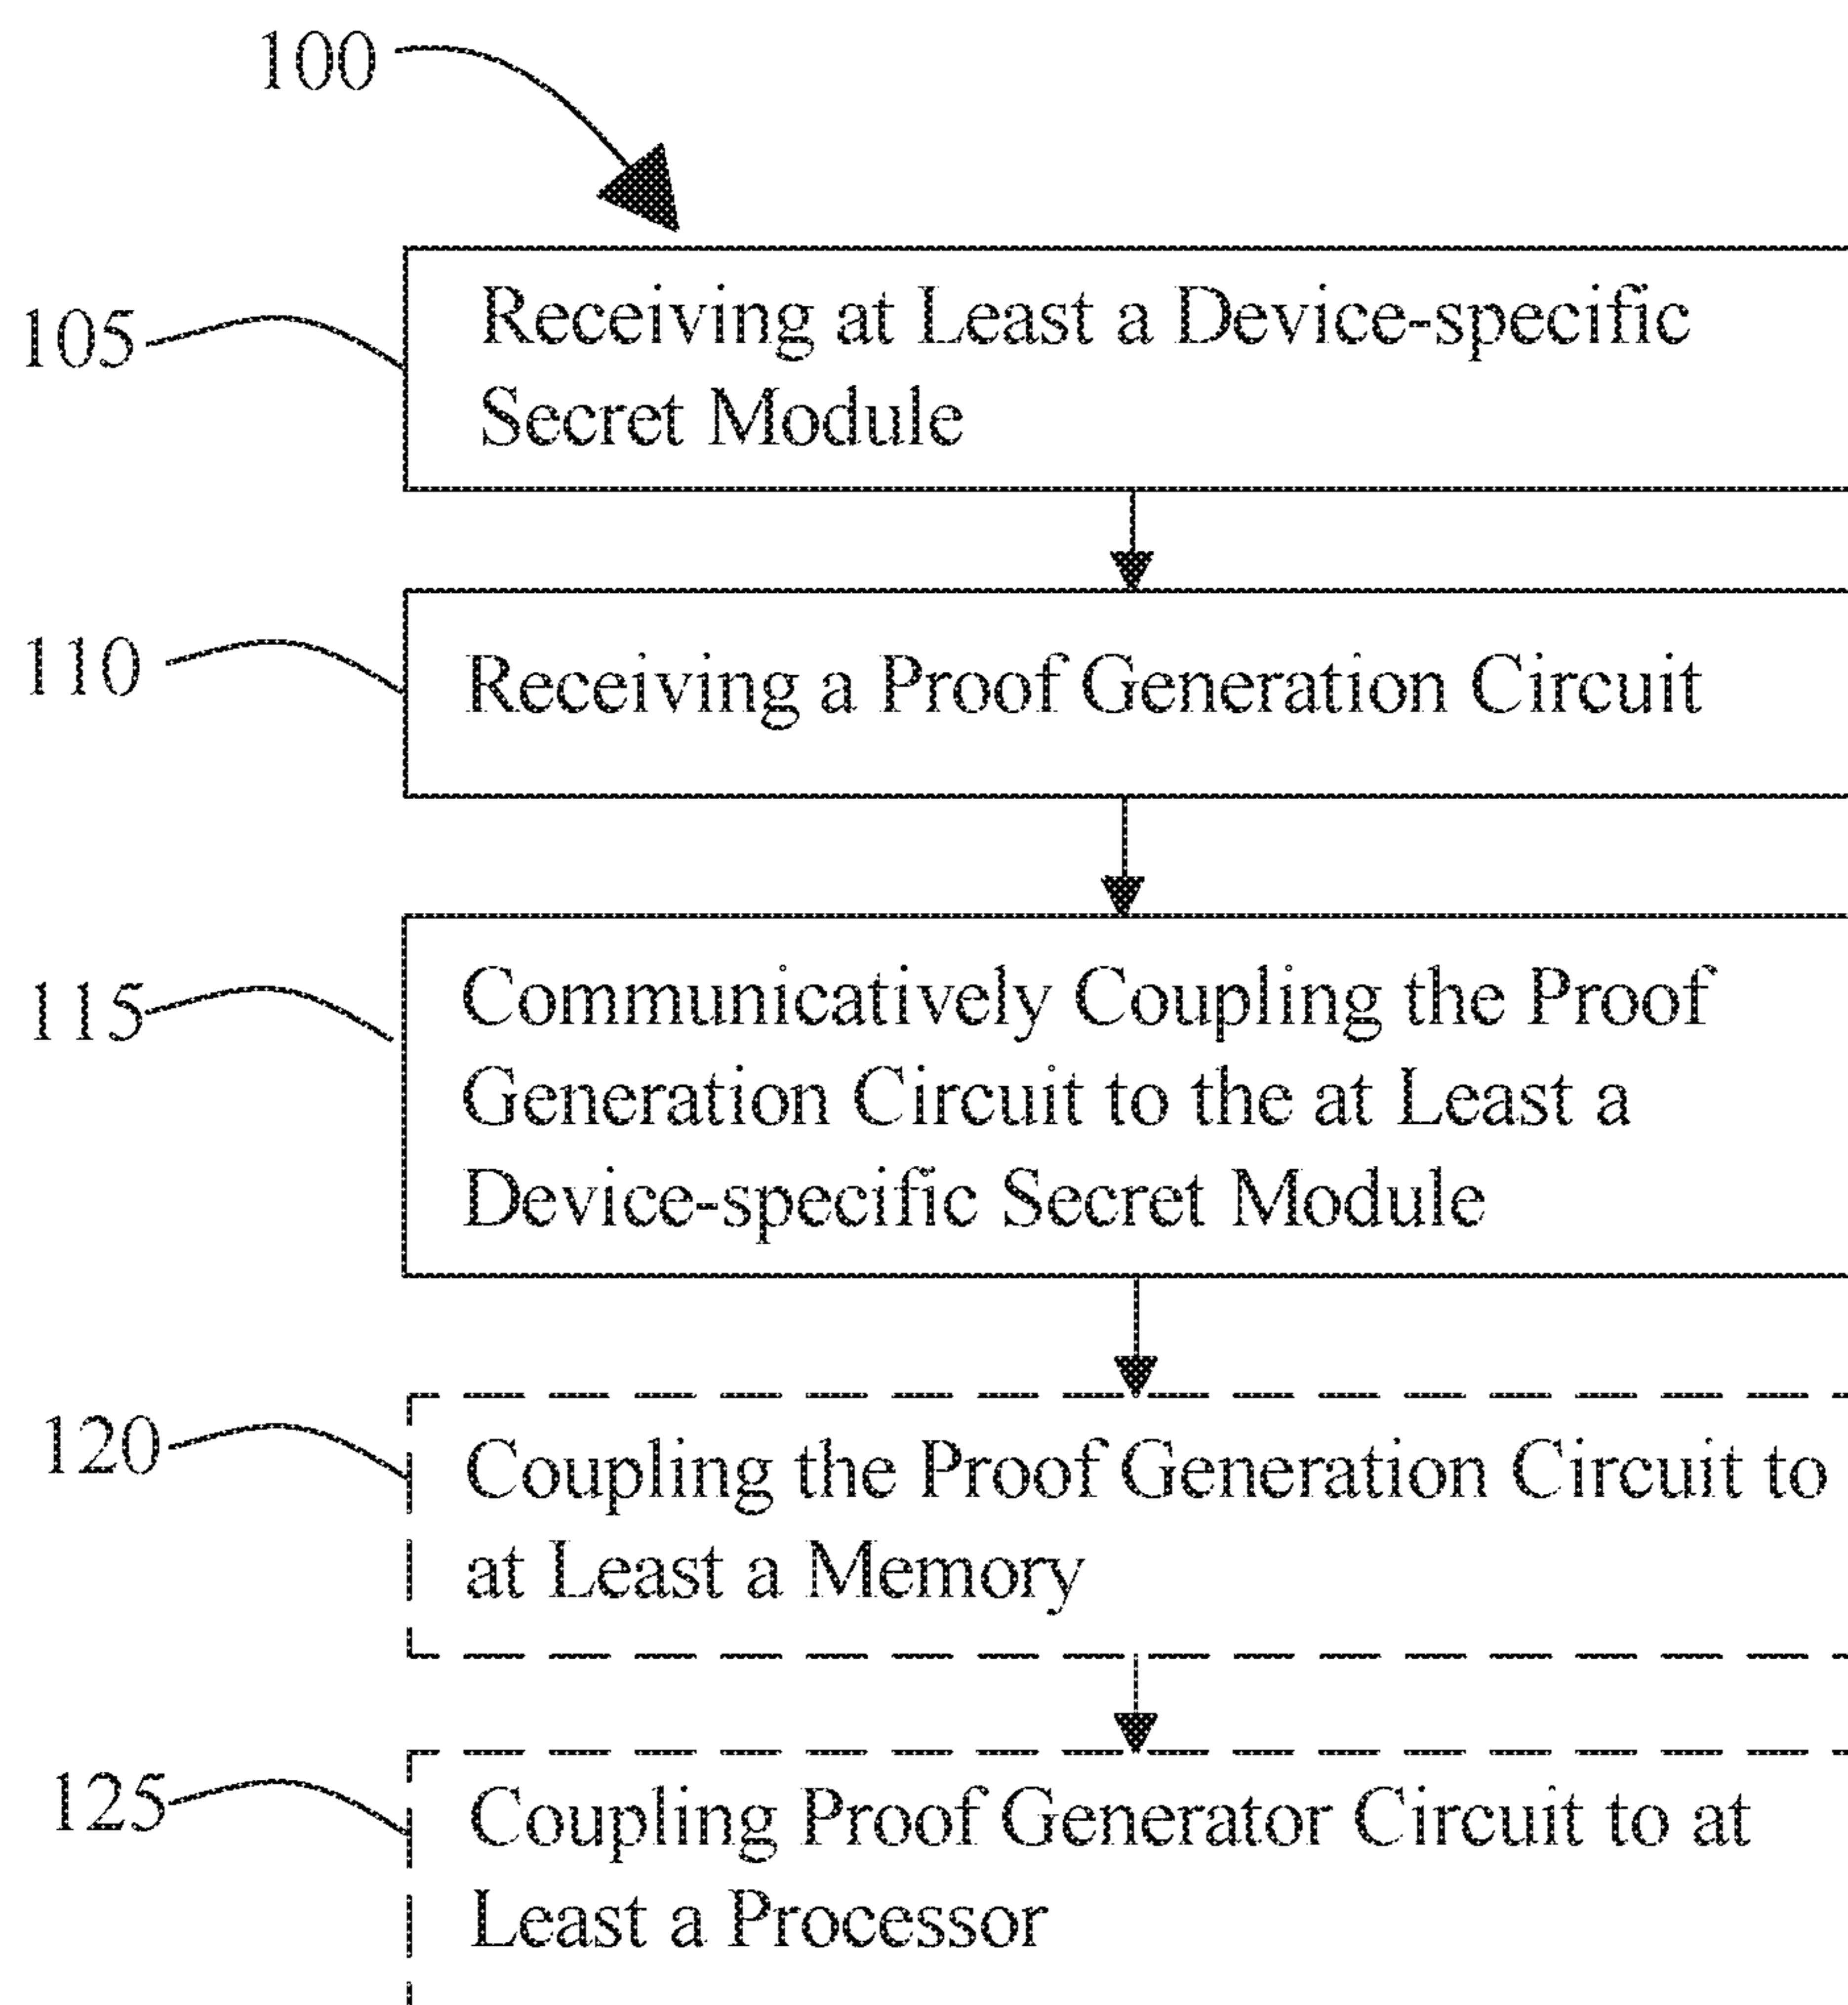 100
105
Receiving at Least a Device-specific
Secret Module
110
Receiving a Proof Generation Circuit
115
Communicatively Coupling the Proof
Generation Circuit to the at Least a
Device-specific Secret Module
120
Coupling the Proof Generation Circuit to
at Least a Memory
125
Coupling Proof Generator Circuit to at
Least a Processor